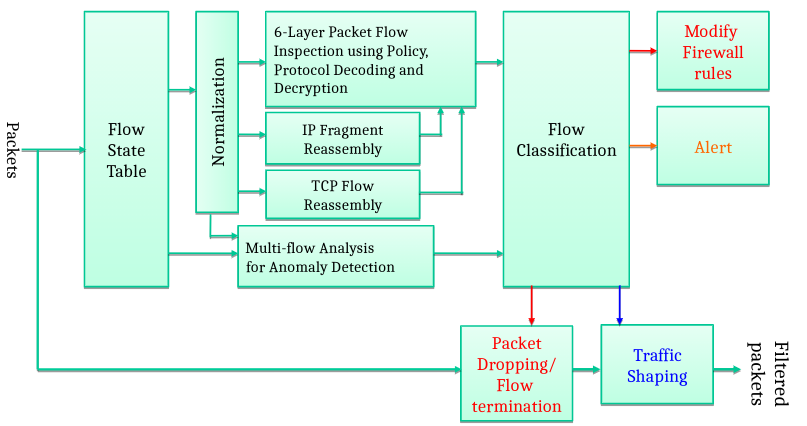 Packets
Flow
State
Table
Normalization
6-Layer Packet Flow
Inspection using Policy,
Protocol Decoding and
Decryption
IP Fragment
Reassembly
TCP Flow
Reassembly
Multi-flow Analysis
for Anomaly Detection
Flow
Classification
Modify
Firewall
rules
Alert
Packet
Dropping/
Flow
termination
Traffic
Shaping
Filtered
packets